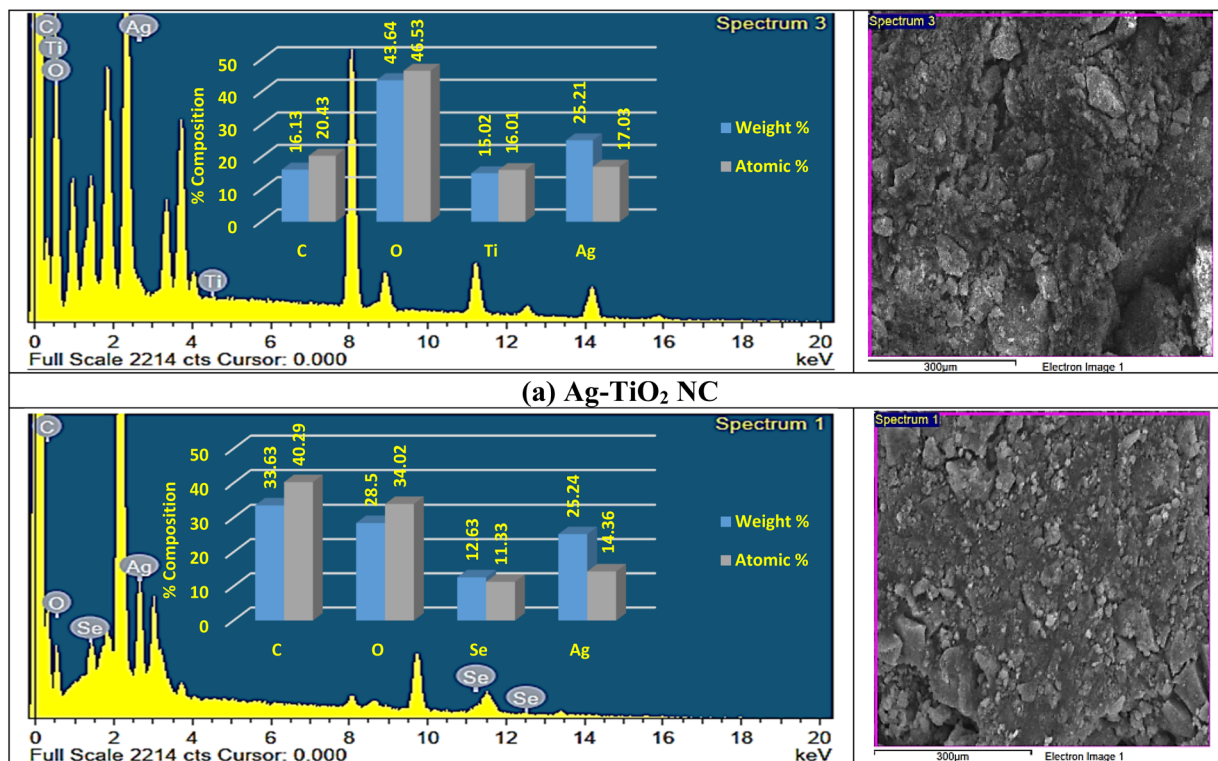 Spectrum 3
C
Ti
O
Ag
Ti
% Composition
50
40
30
20
10
0
16.13
20.43
43.64
46.53
15.02
16.01
25.21
17.03
C
O
Ti
Ag
Weight %
Atomic %
0 2 4 6 8 10 12 14 16 18 20
Full Scale 2214 cts Cursor: 0.000
keV
Spectrum 3
300µm
Electron Image 1
(a) Ag-TiO₂ NC
Spectrum 1
C
O
Se
Ag
Se
Se
% Composition
50
40
30
20
10
0
33.63
40.29
28.5
34.02
12.63
11.33
25.24
14.36
C
O
Se
Ag
Weight %
Atomic %
0 2 4 6 8 10 12 14 16 18 20
Full Scale 2214 cts Cursor: 0.000
keV
Spectrum 1
300µm
Electron Image 1